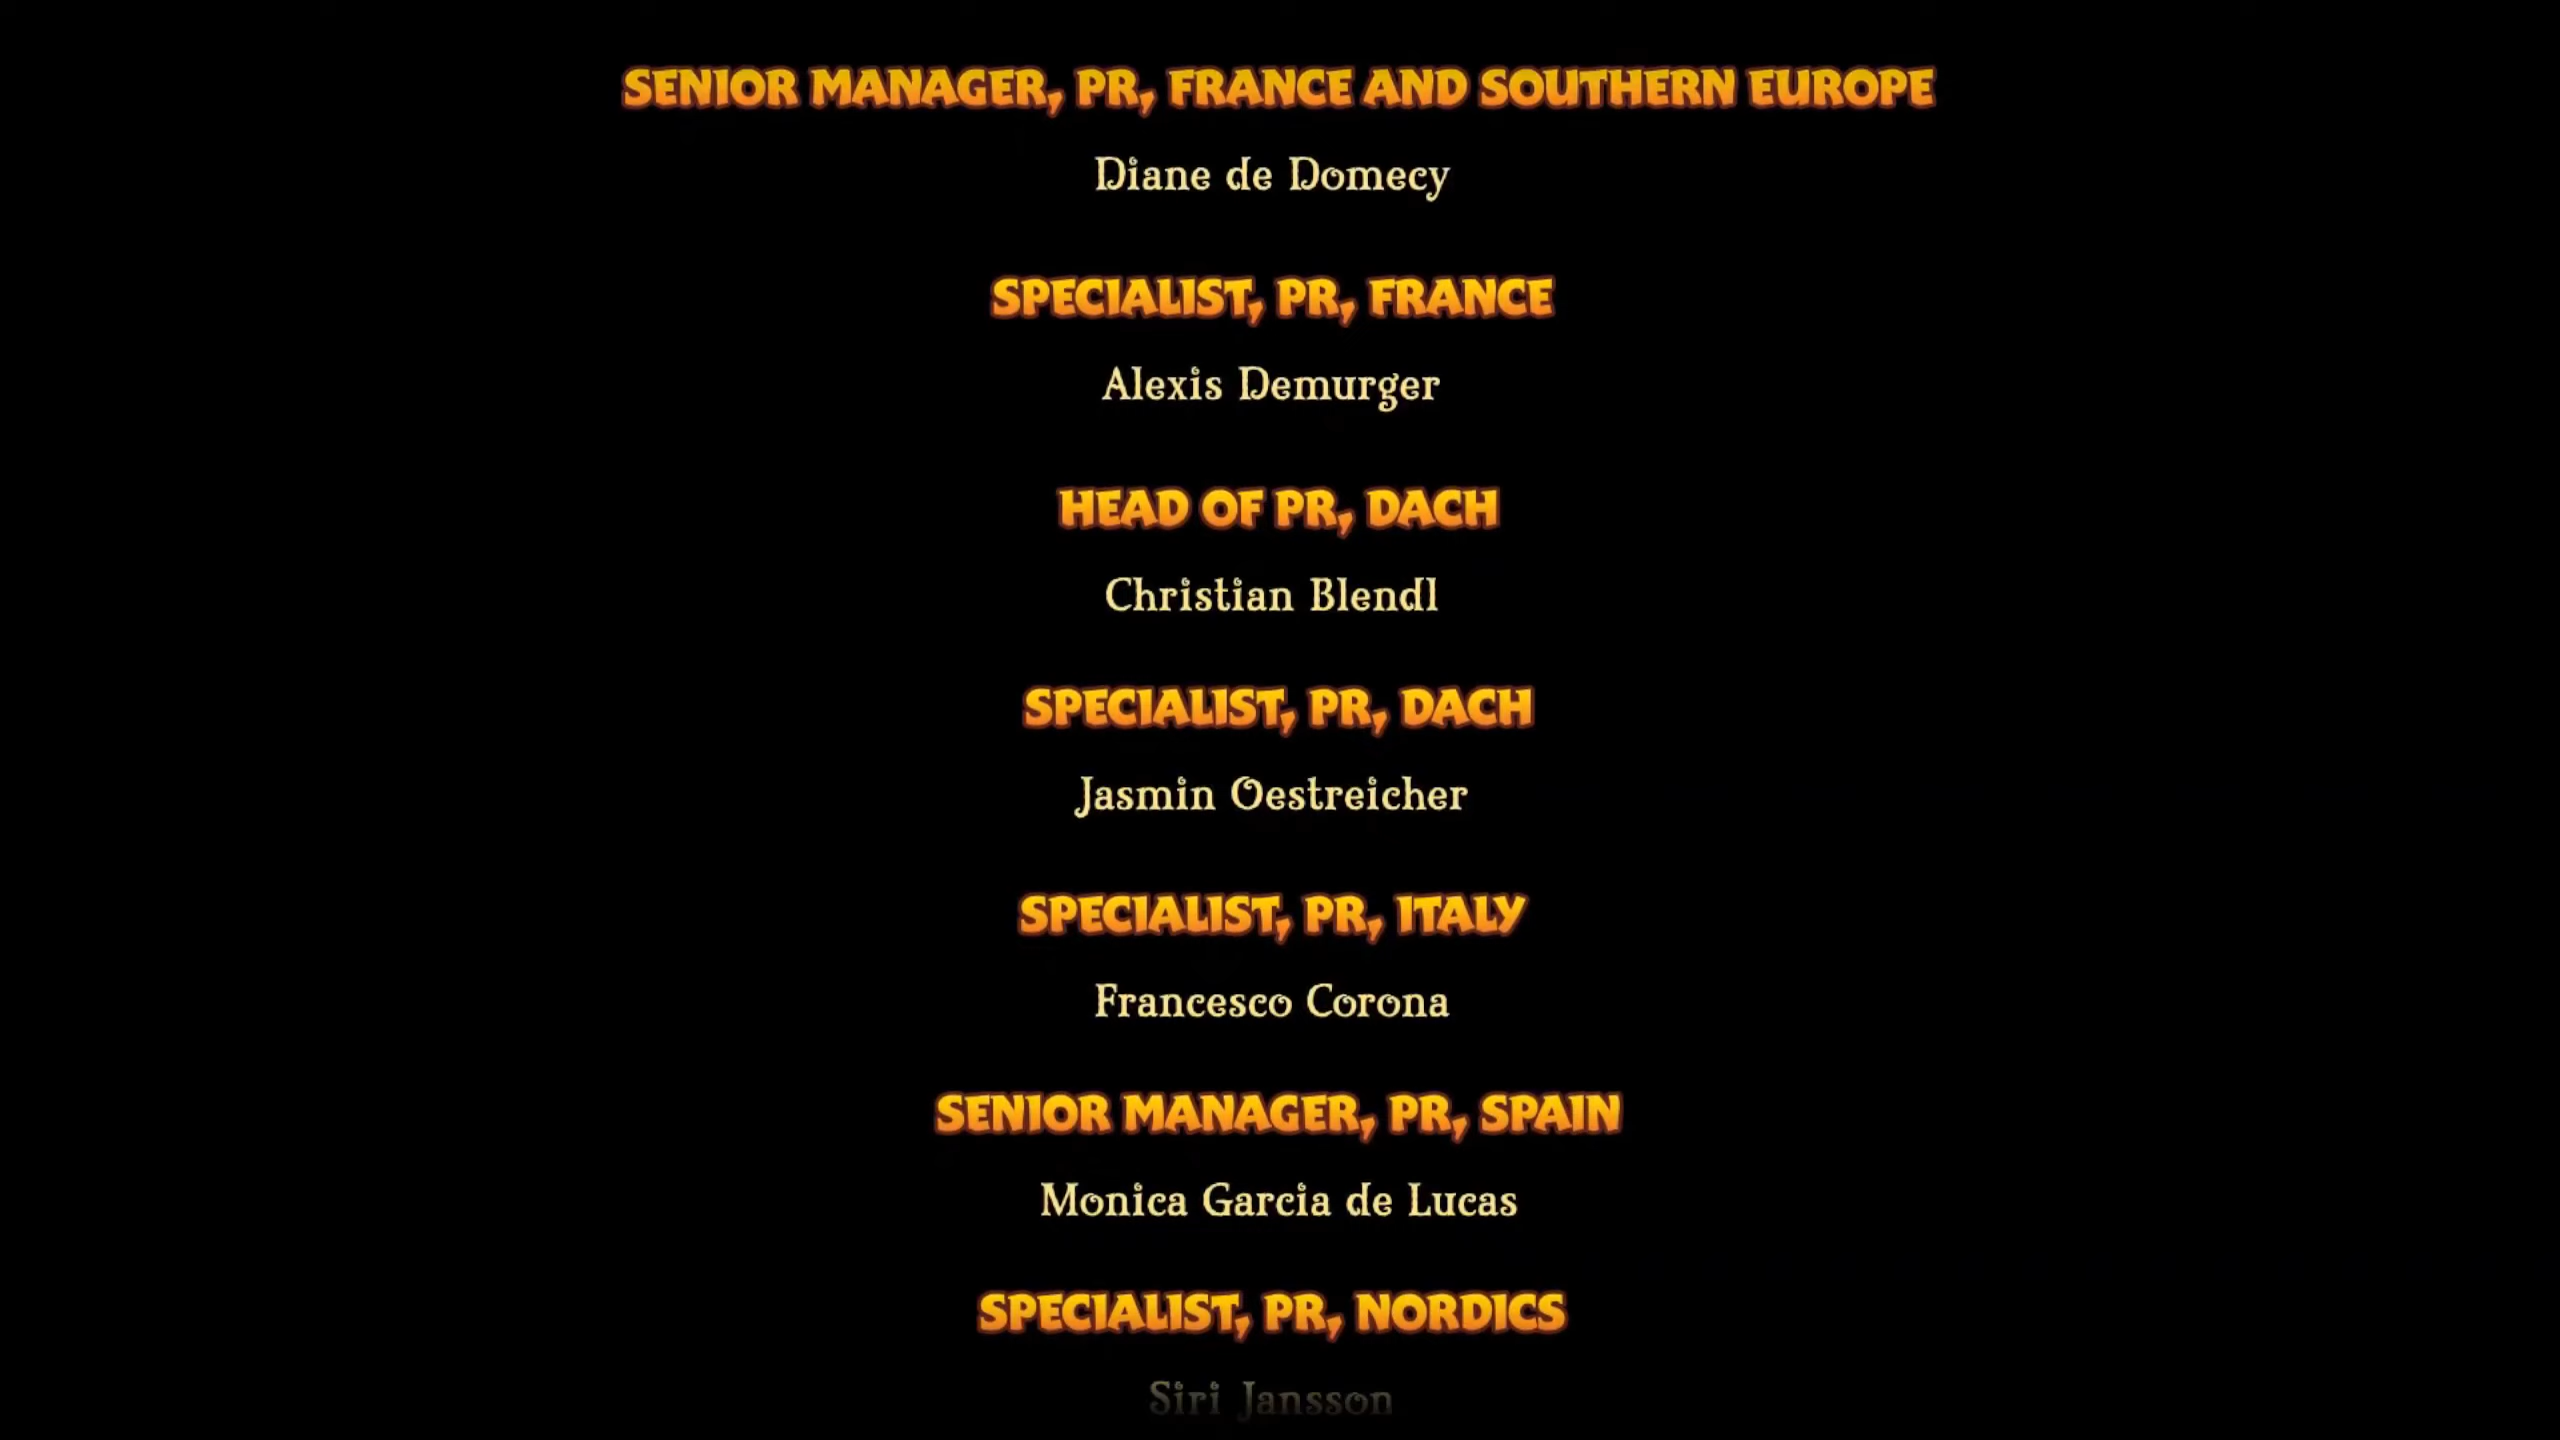 SENIOR MANAGER, PR, FRANCE AND SOUTHERN EUROPE
Diane de Domecy
SPECIALIST, PR, FRANCE
Alexis Demurger
HEAD OF PR, DACH
Christian Blendl
SPECIALIST, PR, DACH
Jasmin Oestreicher
SPECIALIST, PR, ITALY
Francesco Corona
SENIOR MANAGER, PR, SPAIN
Monica Garcia de Lucas
SPECIALIST, PR, NORDICS
Siri Jansson